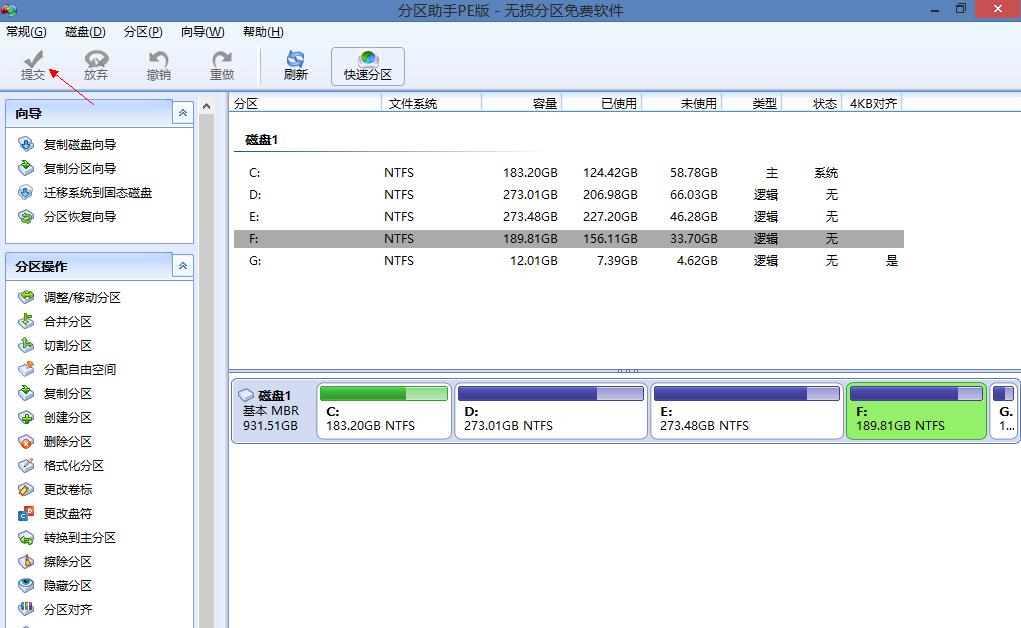 分区助手PE版 - 无损分区免费软件
常规(G) 磁盘(D) 分区(P) 向导(W) 帮助(H)
提交 放弃 撤销 重做 刷新 快速分区
向导
复制磁盘向导
复制分区向导
迁移系统到固态磁盘
分区恢复向导
分区操作
调整/移动分区
合并分区
切割分区
分配自由空间
复制分区
创建分区
删除分区
格式化分区
更改卷标
更改盘符
转换到主分区
擦除分区
隐藏分区
分区对齐
分区 文件系统 容量 已使用 未使用 类型 状态 4KB对齐
磁盘1
C: NTFS 183.20GB 124.42GB 58.78GB 主 系统
D: NTFS 273.01GB 206.98GB 66.03GB 逻辑 无
E: NTFS 273.48GB 227.20GB 46.28GB 逻辑 无
F: NTFS 189.81GB 156.11GB 33.70GB 逻辑 无
G: NTFS 12.01GB 7.39GB 4.62GB 逻辑 无 是
磁盘1
基本 MBR
931.51GB
C:
183.20GB NTFS
D:
273.01GB NTFS
E:
273.48GB NTFS
F:
189.81GB NTFS
G.
1...